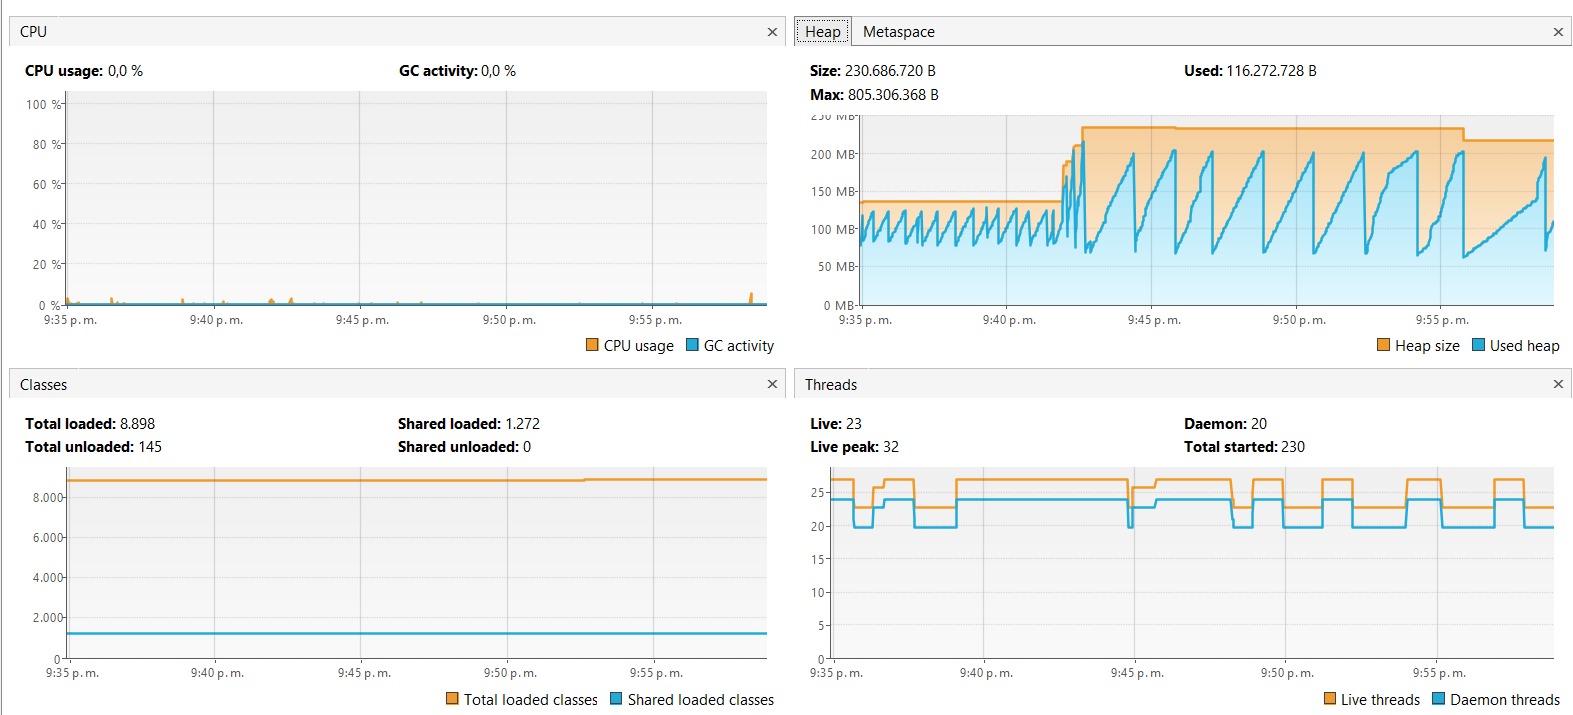 CPU
CPU usage: 0,0 % GC activity: 0,0 %
100 %
80 %
60 %
40 %
20 %
0 %
9:35 p.m. 9:40 p.m. 9:45 p.m. 9:50 p.m. 9:55 p.m.
CPU usage GC activity
Heap Metaspace
Size: 230.686.720 B Used: 116.272.728 B
Max: 805.306.368 B
250 MB
200 MB
150 MB
100 MB
50 MB
0 MB
9:35 p.m. 9:40 p.m. 9:45 p.m. 9:50 p.m. 9:55 p.m.
Heap size Used heap
Classes
Total loaded: 8.898 Shared loaded: 1.272
Total unloaded: 145 Shared unloaded: 0
8.000
6.000
4.000
2.000
0
9:35 p.m. 9:40 p.m. 9:45 p.m. 9:50 p.m. 9:55 p.m.
Total loaded classes Shared loaded classes
Threads
Live: 23 Daemon: 20
Live peak: 32 Total started: 230
25
20
15
10
5
0
9:35 p.m. 9:40 p.m. 9:45 p.m. 9:50 p.m. 9:55 p.m.
Live threads Daemon threads